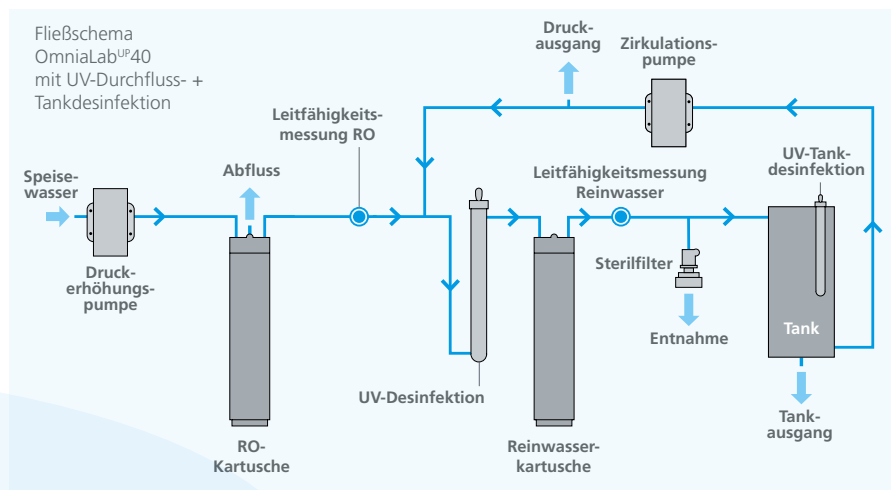 Fließschema
OmniaLabUP40
mit UV-Durchfluss- +
Tankdesinfektion
Druck-
ausgang
Zirkulations-
pumpe
Leitfähigkeits-
messung RO
Speise-
wasser
Abfluss
Leitfähigkeitsmessung
Reinwasser
UV-Tank-
desinfektion
Druck-
erhöhungs-
pumpe
Sterilfilter
Entnahme
Tank
UV-Desinfektion
Tank-
ausgang
RO-
Kartusche
Reinwasser-
kartusche